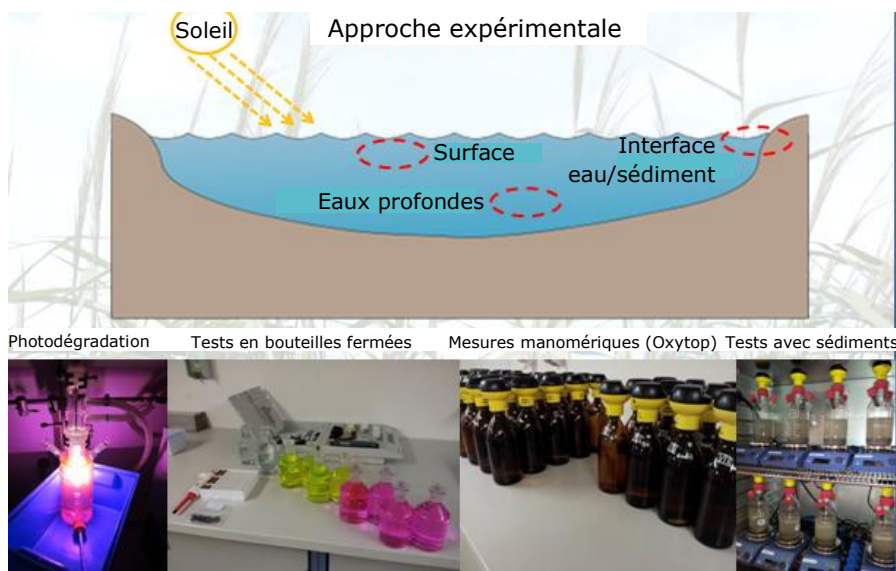 Soleil
Approche expérimentale
Surface
Interface
eau/sédiment
Eaux profondes
Photodégradation
Tests en bouteilles fermées
Mesures manomériques (Oxytop)
Tests avec sédiments